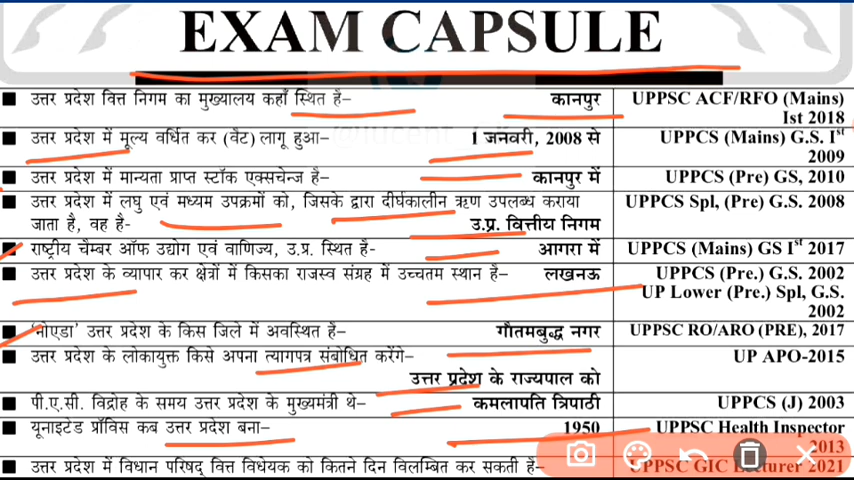 EXAM CAPSULE
■ उत्तर प्रदेश वित्त निगम का मुख्यालय कहाँ स्थित है– कानपुर UPPSC ACF/RFO (Mains)
Ist 2018
■ उत्तर प्रदेश में मूल्य वर्धित कर (वैट) लागू हुआ– 1 जनवरी, 2008 से UPPCS (Mains) G.S. Ist
2009
■ उत्तर प्रदेश में मान्यता प्राप्त स्टॉक एक्सचेन्ज है– कानपुर में UPPCS (Pre) GS, 2010
■ उत्तर प्रदेश में लघु एवं मध्यम उपक्रमों को, जिसके द्वारा दीर्घकालीन ऋण उपलब्ध कराया UPPCS Spl, (Pre) G.S. 2008
जाता है, वह है- उ.प्र. वित्तीय निगम
■ राष्ट्रीय चैम्बर ऑफ उद्योग एवं वाणिज्य, उ.प्र. स्थित है- आगरा में UPPCS (Mains) GS Ist 2017
■ उत्तर प्रदेश के व्यापार कर क्षेत्रों में किसका राजस्व संग्रह में उच्चतम स्थान है– लखनऊ UPPCS (Pre.) G.S. 2002
UP Lower (Pre.) Spl, G.S.
2002
■ 'नोएडा' उत्तर प्रदेश के किस जिले में अवस्थित है– गौतमबुद्ध नगर UPPSC RO/ARO (PRE), 2017
■ उत्तर प्रदेश के लोकायुक्त किसे अपना त्यागपत्र संबोधित करेंगे– UP APO-2015
उत्तर प्रदेश के राज्यपाल को
■ पी.ए.सी. विद्रोह के समय उत्तर प्रदेश के मुख्यमंत्री थे– कमलापति त्रिपाठी UPPCS (J) 2003
■ यूनाइटेड प्रॉविंस कब उत्तर प्रदेश बना– 1950 UPPSC Health Inspector
2013
■ उत्तर प्रदेश में विधान परिषद् वित्त विधेयक को कितने दिन विलम्बित कर सकती है– UPPSC GIC Lecturer 2021